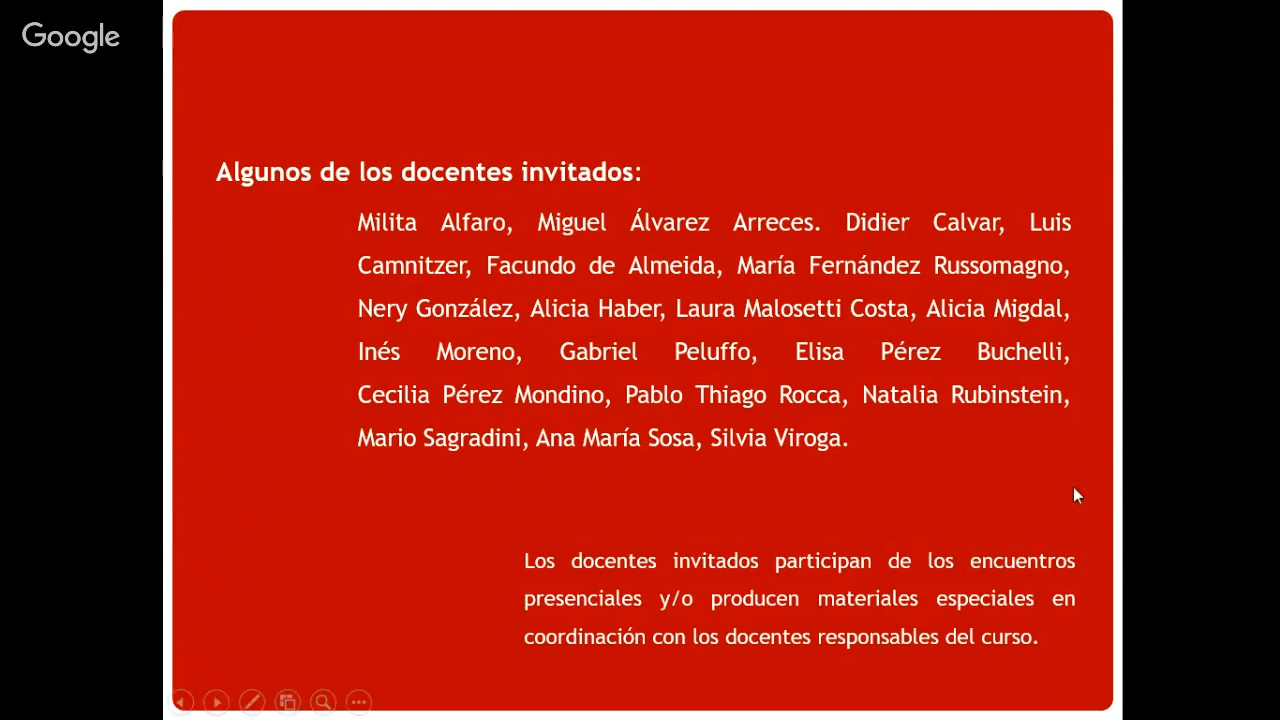 Google
Algunos de los docentes invitados:
Milita Alfaro, Miguel Álvarez Arreces. Didier Calvar, Luis
Camnitzer, Facundo de Almeida, María Fernández Russomagno,
Nery González, Alicia Haber, Laura Malosetti Costa, Alicia Migdal,
Inés Moreno, Gabriel Peluffo, Elisa Pérez Buchelli,
Cecilia Pérez Mondino, Pablo Thiago Rocca, Natalia Rubinstein,
Mario Sagradini, Ana María Sosa, Silvia Viroga.
Los docentes invitados participan de los encuentros
presenciales y/o producen materiales especiales en
coordinación con los docentes responsables del curso.